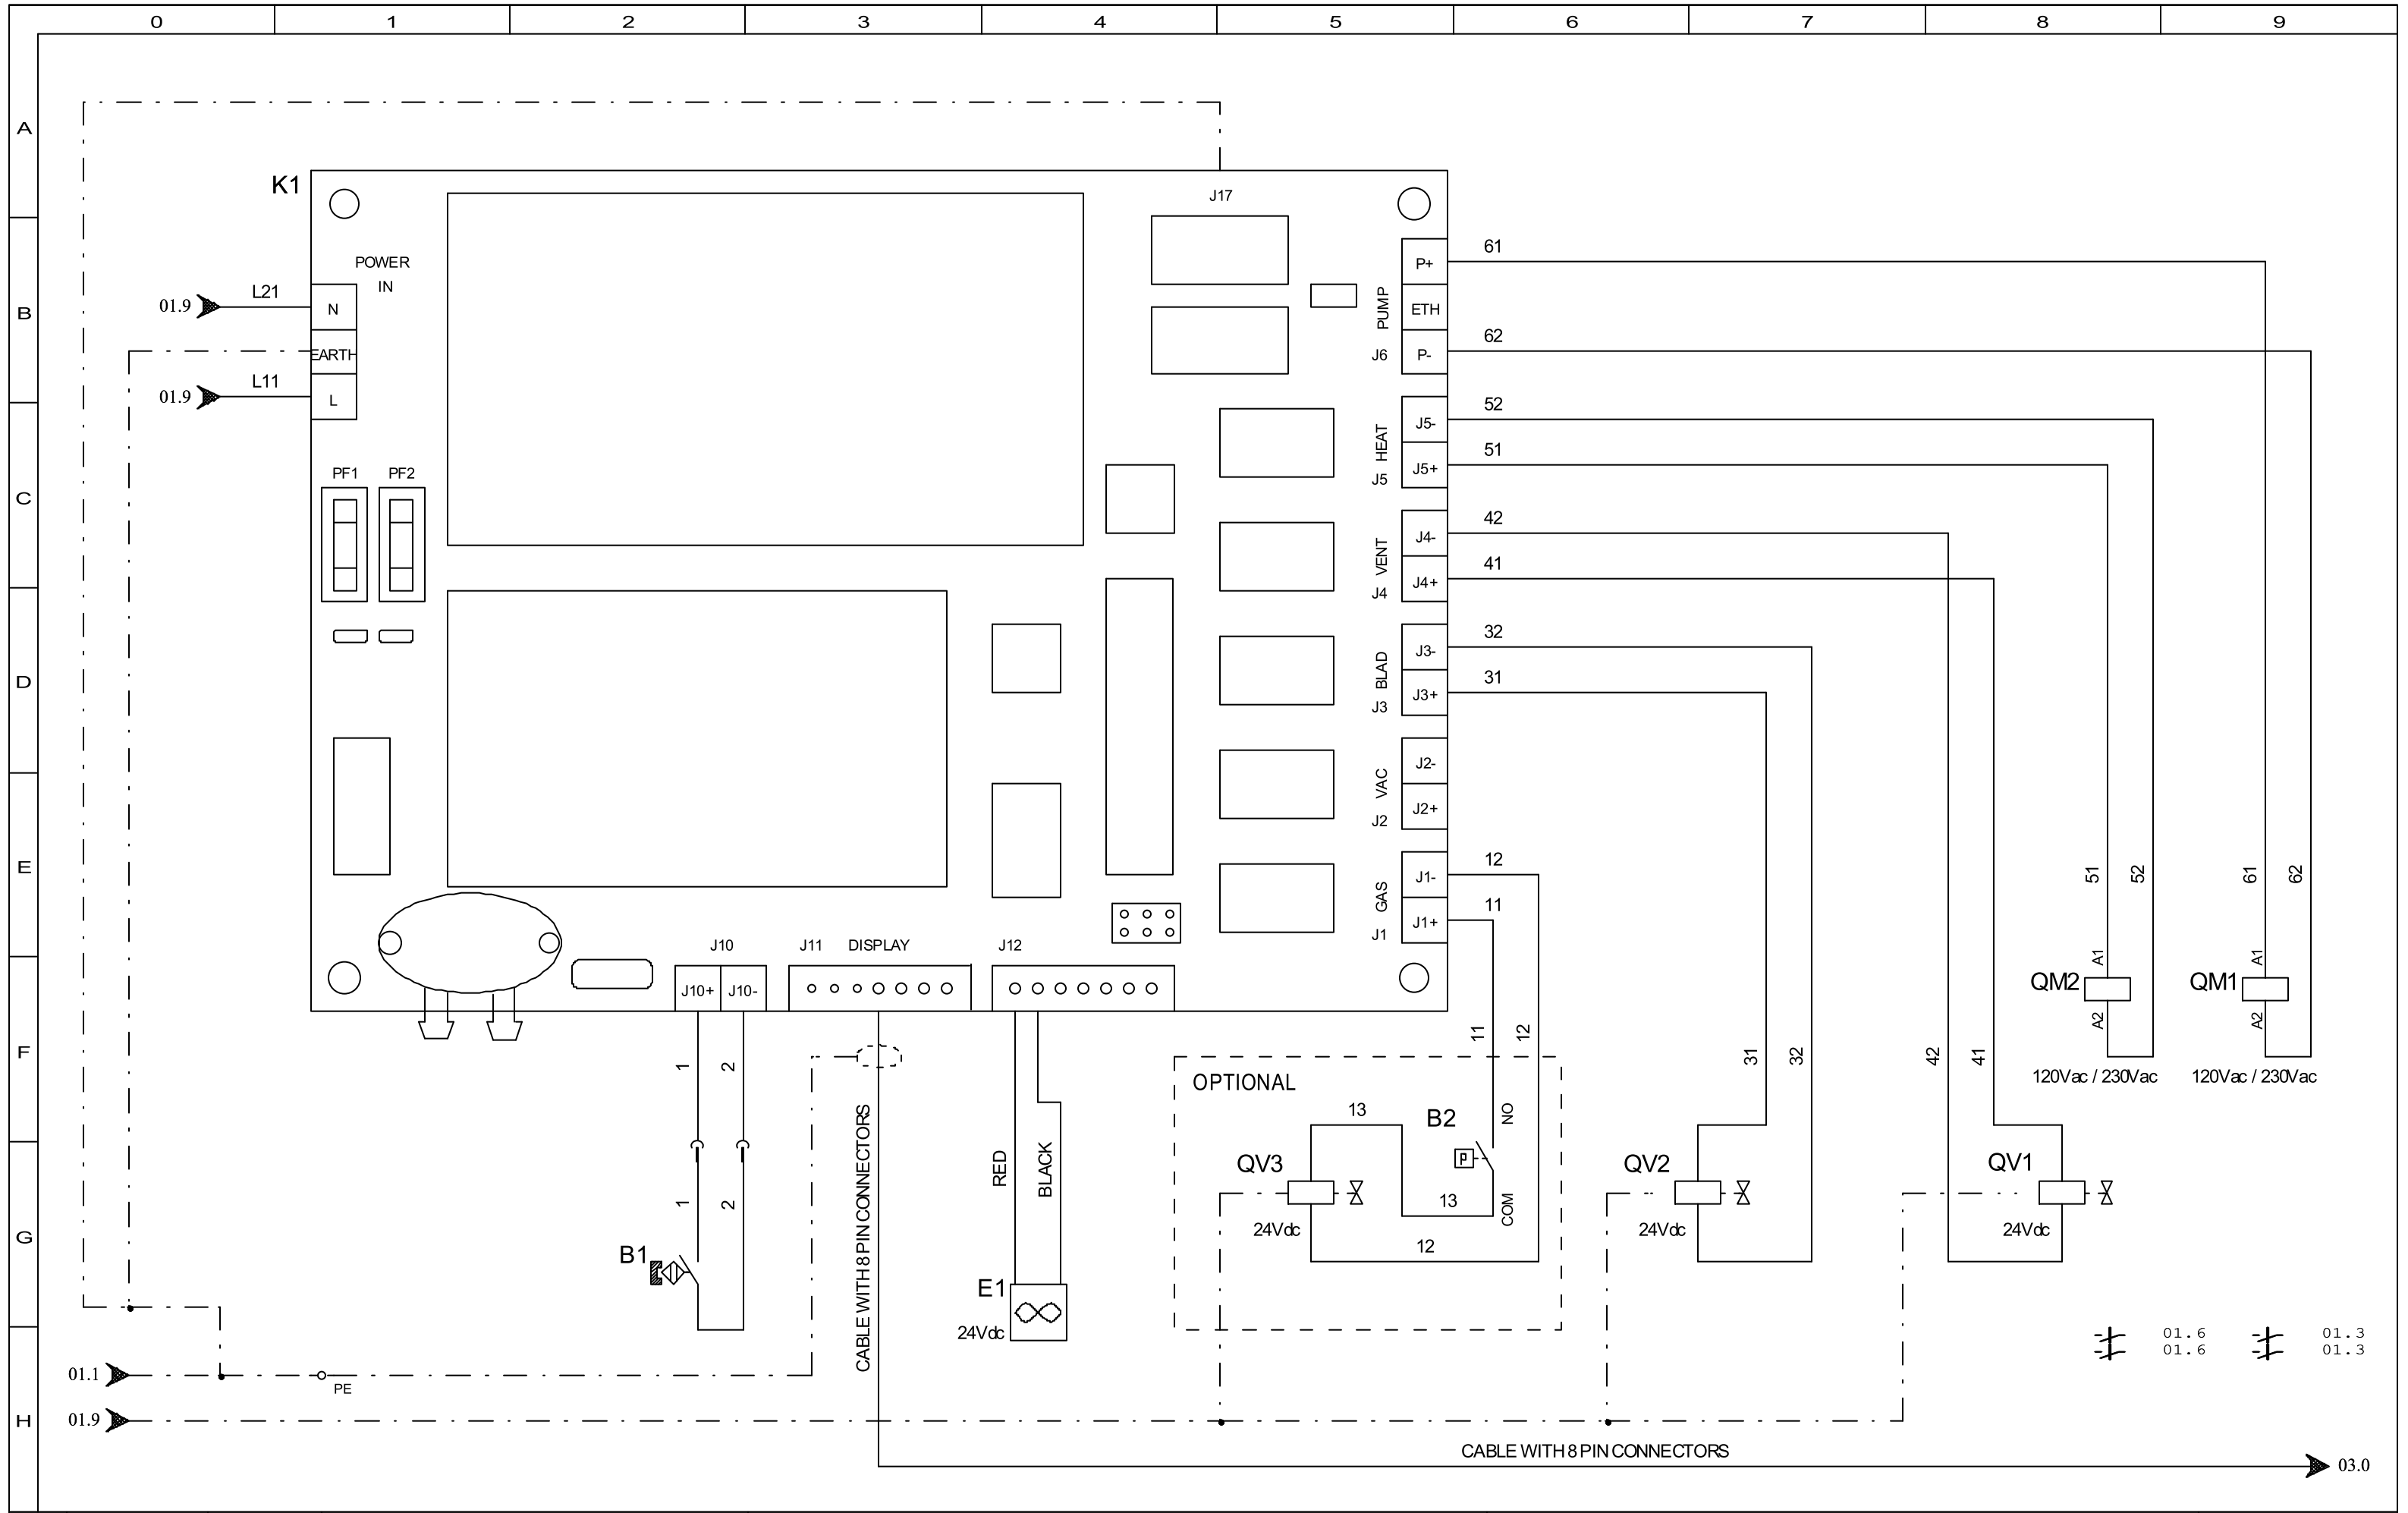 0 1 2 3 4 5 6 7 8 9
A
K1
J17
POWER
IN
61
P+
01.9 L21 N
B
PUMP
ETH
EARTH
62
J6 P-
01.9 L11 L
52
J5-
HEAT
51
J5 J5+
PF1 PF2
C
42
J4-
VENT
41
J4 J4+
32
J3-
D
BLAD
31
J3 J3+
J2-
VAC
J2+
J2
E
12
J1-
51 52 61 62
GAS
11
J1 J1+
J10 J11 DISPLAY J12
A1 A1
J10+ J10-
QM2 QM1
A2 A2
F
1 2
11 12
31 32 42 41
120Vac / 230Vac 120Vac / 230Vac
OPTIONAL
13 B2 NO
CABLE WITH 8 PIN CONNECTORS
RED BLACK
QV3 P QV2 QV1
1 2
13 COM
24Vdc 24Vdc 24Vdc
G
12
B1
E1
24Vdc
01.6 01.3
01.6 01.3
01.1
PE
H
01.9
CABLE WITH 8 PIN CONNECTORS
03.0